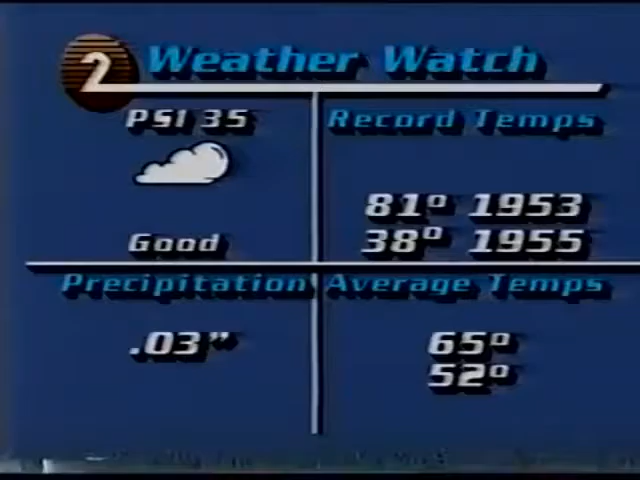 2 Weather Watch
PSI 35
Good
Record Temps
81° 1953
38° 1955
Precipitation
.03"
Average Temps
65°
52°